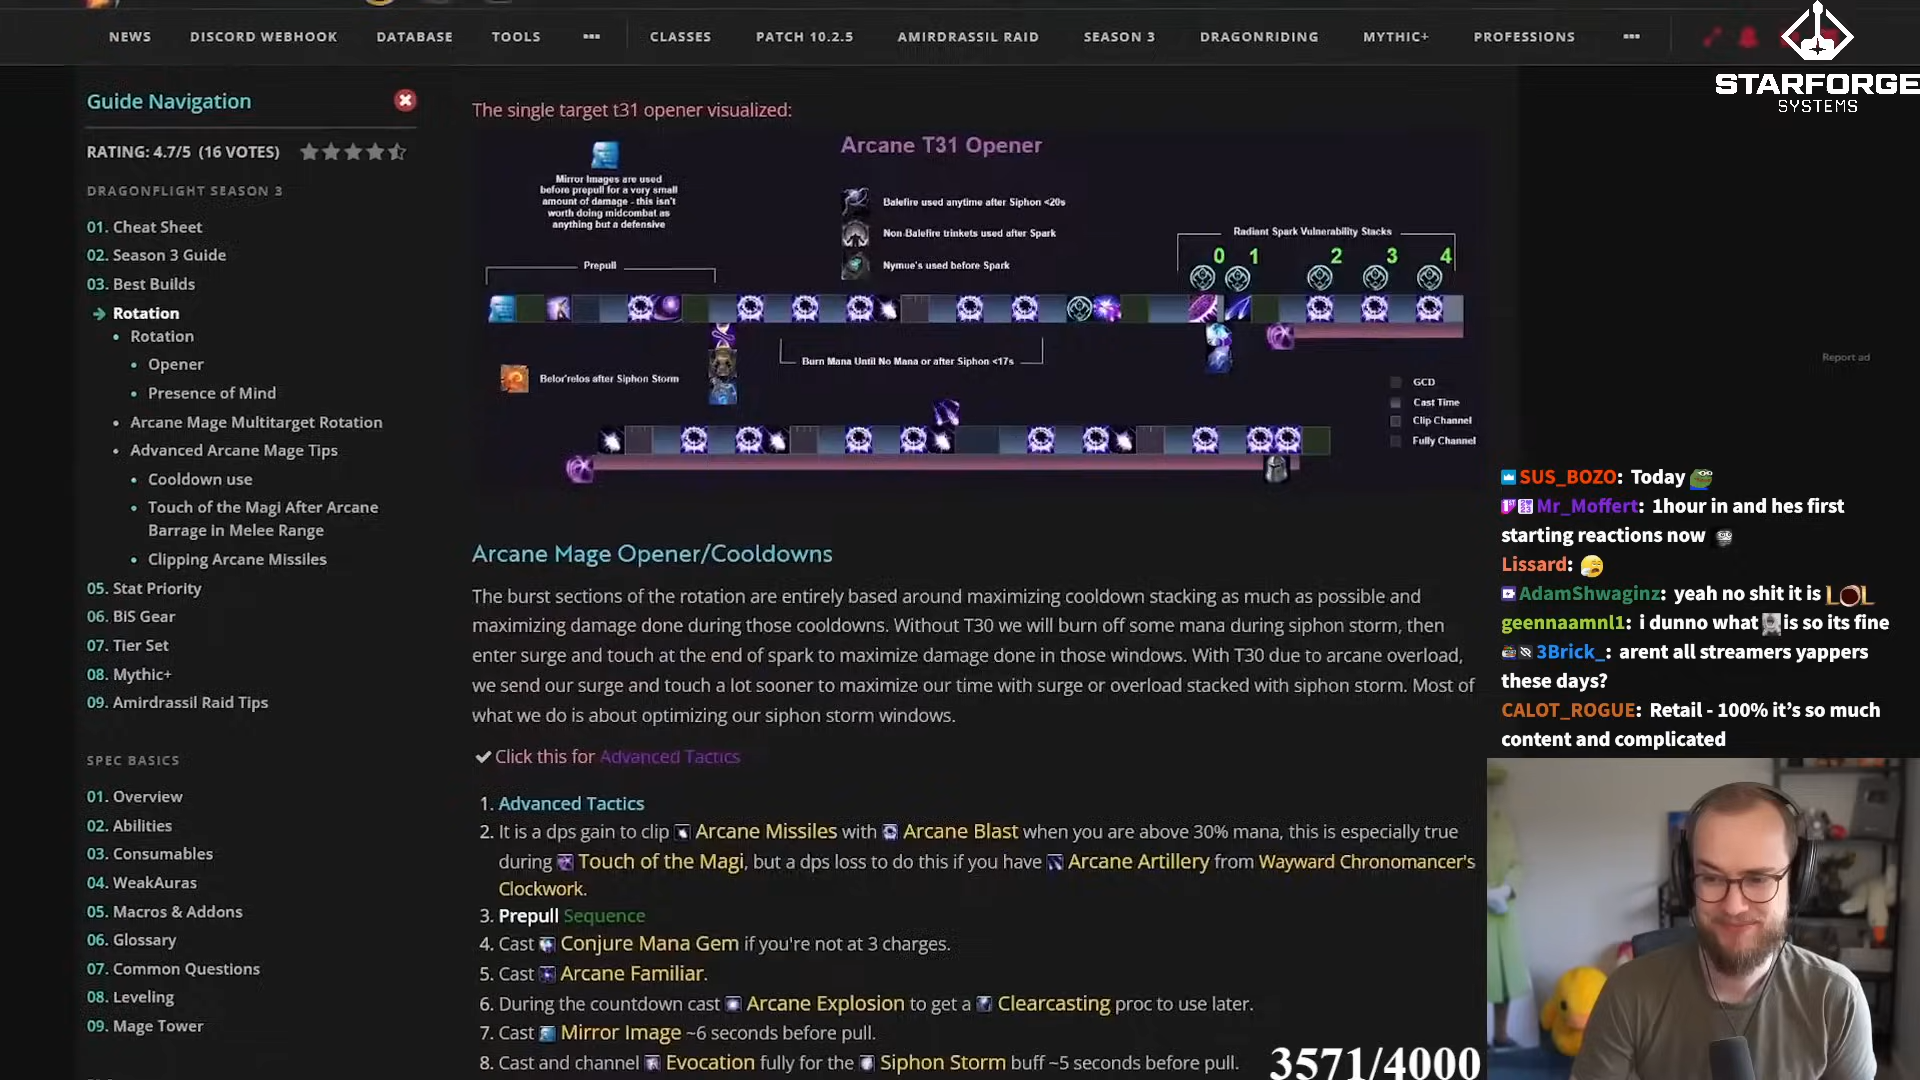 NEWS DISCORD WEBHOOK DATABASE TOOLS ••• CLASSES PATCH 10.2.5 AMIRDRASSIL RAID SEASON 3 DRAGONRIDING MYTHIC+ PROFESSIONS •••
STARFORGE
SYSTEMS
Guide Navigation
RATING: 4.7/5 (16 VOTES)
DRAGONFLIGHT SEASON 3
01. Cheat Sheet
02. Season 3 Guide
03. Best Builds
Rotation
• Rotation
• Opener
• Presence of Mind
• Arcane Mage Multitarget Rotation
• Advanced Arcane Mage Tips
• Cooldown use
• Touch of the Magi After Arcane
Barrage in Melee Range
• Clipping Arcane Missiles
05. Stat Priority
06. BiS Gear
07. Tier Set
08. Mythic+
09. Amirdrassil Raid Tips
SPEC BASICS
01. Overview
02. Abilities
03. Consumables
04. WeakAuras
05. Macros & Addons
06. Glossary
07. Common Questions
08. Leveling
09. Mage Tower
The single target t31 opener visualized:
Arcane T31 Opener
Mirror Images are used
before prepull for a very small
amount of damage - this isn't
worth doing midcombat as
anything but a defensive
Balefire used anytime after Siphon <20s
Non-Balefire trinkets used after Spark
Nymue's used before Spark
Radiant Spark Vulnerability Stacks
0 1 2 3 4
Prepull
Burn Mana Until No Mana or after Siphon <17s
Belor'relos after Siphon Storm
GCD
Cast Time
Clip Channel
Fully Channel
Arcane Mage Opener/Cooldowns
The burst sections of the rotation are entirely based around maximizing cooldown stacking as much as possible and
maximizing damage done during those cooldowns. Without T30 we will burn off some mana during siphon storm, then
enter surge and touch at the end of spark to maximize damage done in those windows. With T30 due to arcane overload,
we send our surge and touch a lot sooner to maximize our time with surge or overload stacked with siphon storm. Most of
what we do is about optimizing our siphon storm windows.
Click this for Advanced Tactics
1. Advanced Tactics
2. It is a dps gain to clip Arcane Missiles with Arcane Blast when you are above 30% mana, this is especially true
during Touch of the Magi, but a dps loss to do this if you have Arcane Artillery from Wayward Chronomancer's
Clockwork.
3. Prepull Sequence
4. Cast Conjure Mana Gem if you're not at 3 charges.
5. Cast Arcane Familiar.
6. During the countdown cast Arcane Explosion to get a Clearcasting proc to use later.
7. Cast Mirror Image ~6 seconds before pull.
8. Cast and channel Evocation fully for the Siphon Storm buff ~5 seconds before pull.
3571/4000
Report ad
SUS_BOZO: Today
Mr_Moffert: 1hour in and hes first
starting reactions now
Lissard:
AdamShwaginz: yeah no shit it is LOL
geennaamnl1: i dunno what is so its fine
3Brick_: arent all streamers yappers
these days?
CALOT_ROGUE: Retail - 100% it's so much
content and complicated